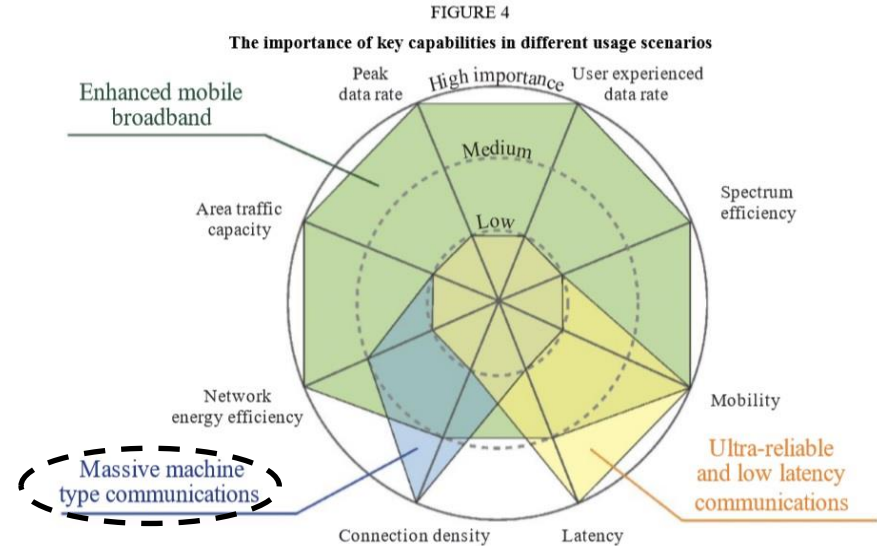 FIGURE 4
The importance of key capabilities in different usage scenarios
Peak
data rate
High importance
User experienced
data rate
Enhanced mobile
broadband
Medium
Spectrum
efficiency
Area traffic
capacity
Low
Network
energy efficiency
Mobility
Massive machine
type communications
Ultra-reliable
and low latency
communications
Connection density
Latency